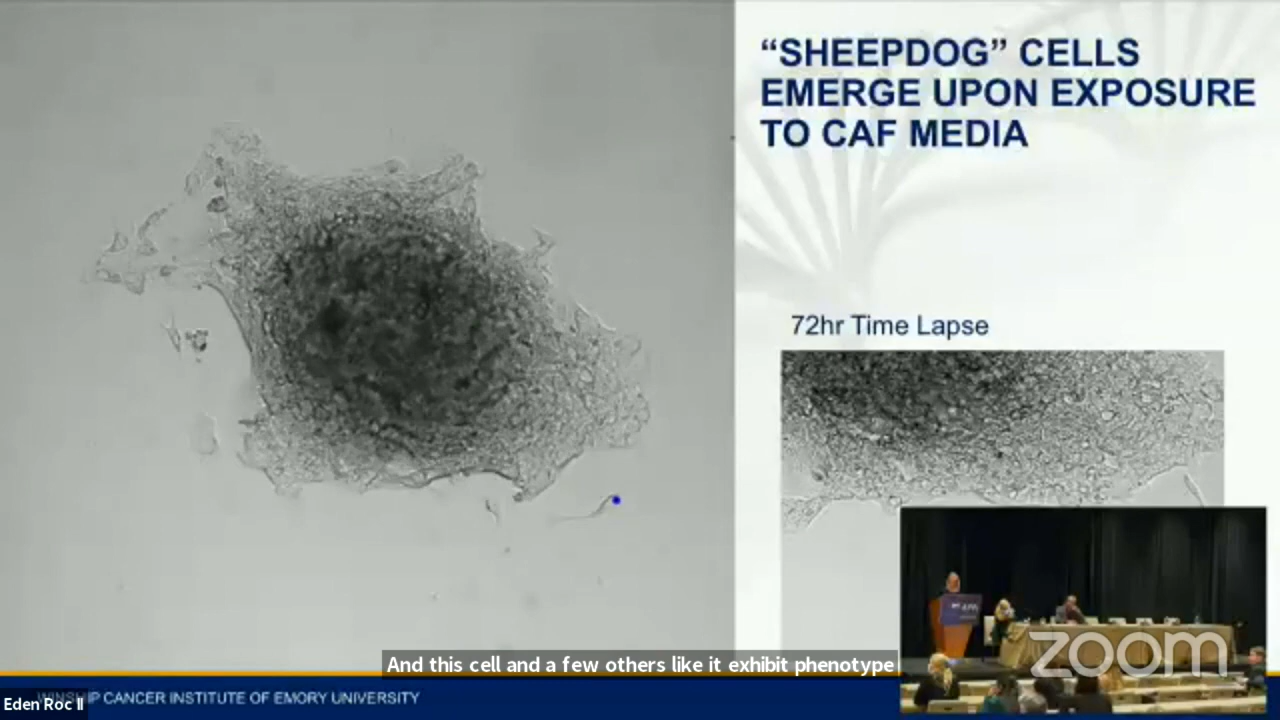 “SHEEPDOG” CELLS
EMERGE UPON EXPOSURE
TO CAF MEDIA
72hr Time Lapse
zoom
And this cell and a few others like it exhibit phenotype
WINSHIP CANCER INSTITUTE OF EMORY UNIVERSITY
Eden Roc II